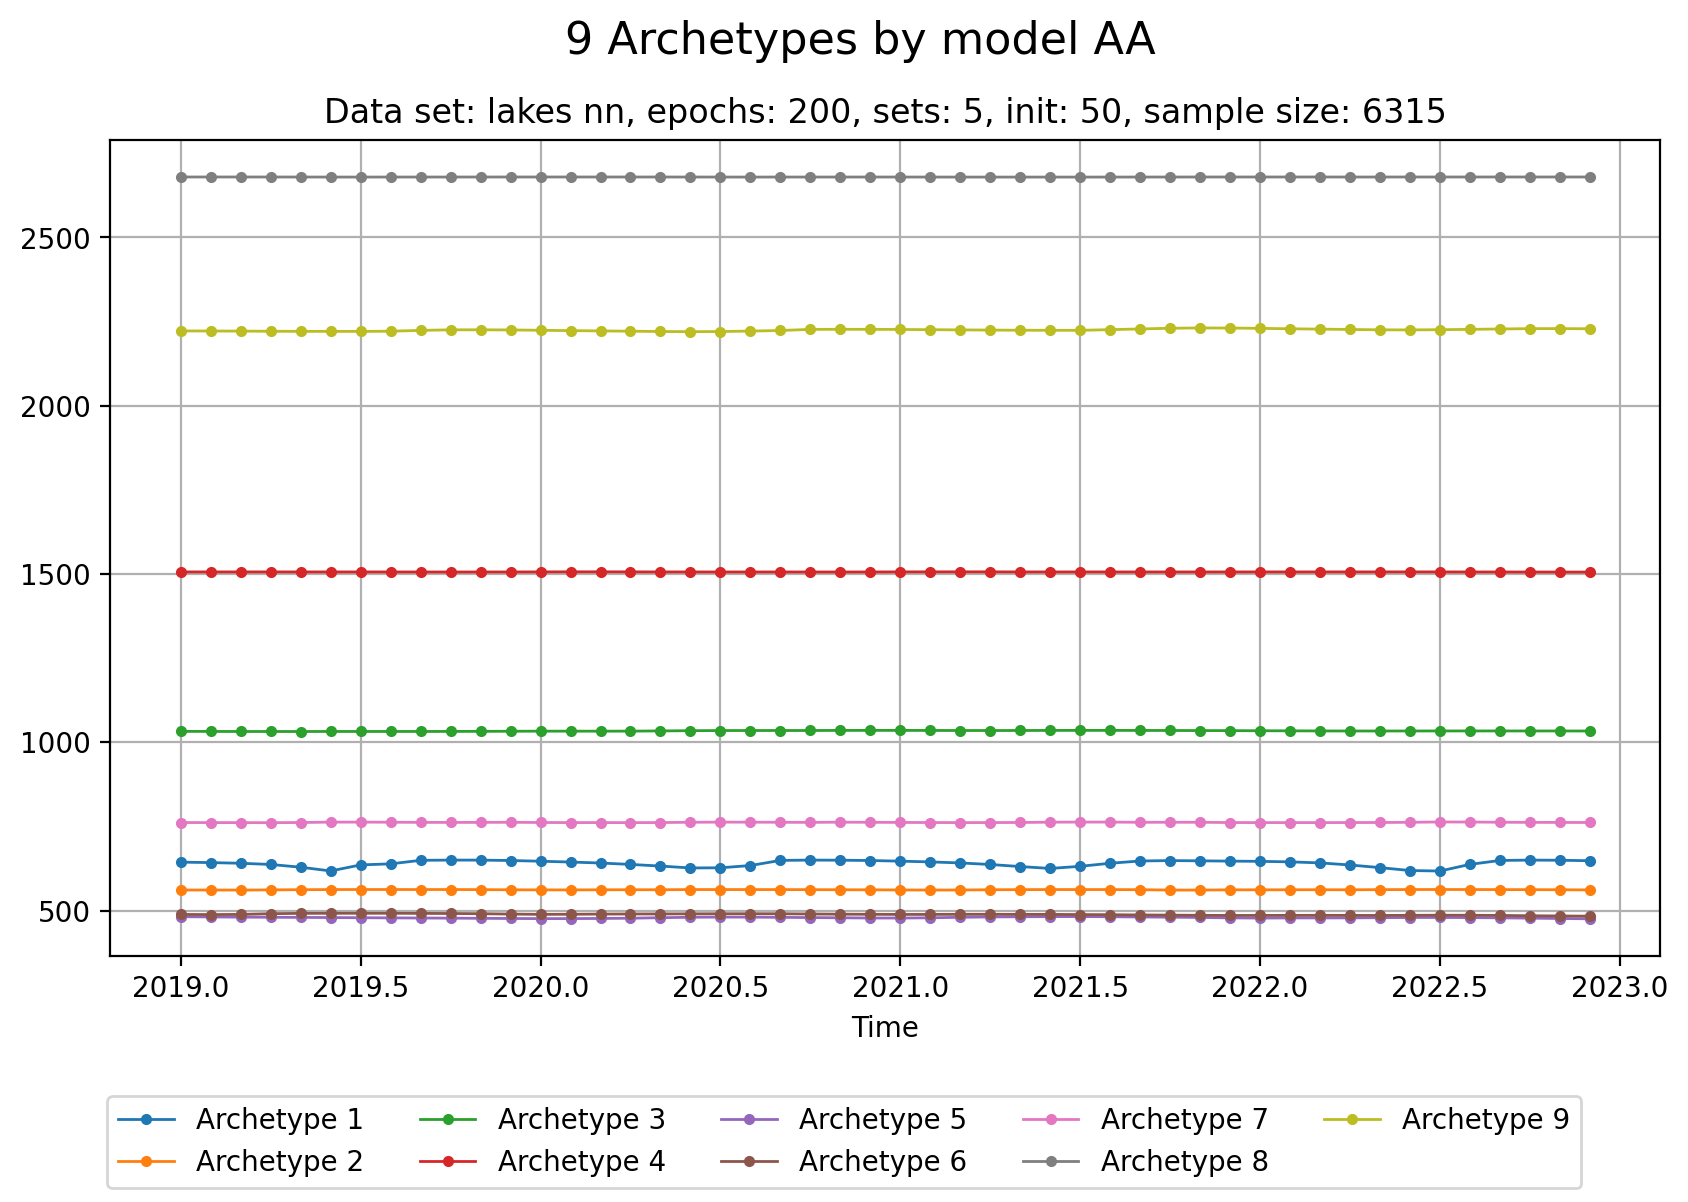 9 Archetypes by model AA
Data set: lakes nn, epochs: 200, sets: 5, init: 50, sample size: 6315
2500
2000
1500
1000
500
2019.0 2019.5 2020.0 2020.5 2021.0 2021.5 2022.0 2022.5 2023.0
Time
Archetype 1 Archetype 3 Archetype 5 Archetype 7 Archetype 9
Archetype 2 Archetype 4 Archetype 6 Archetype 8